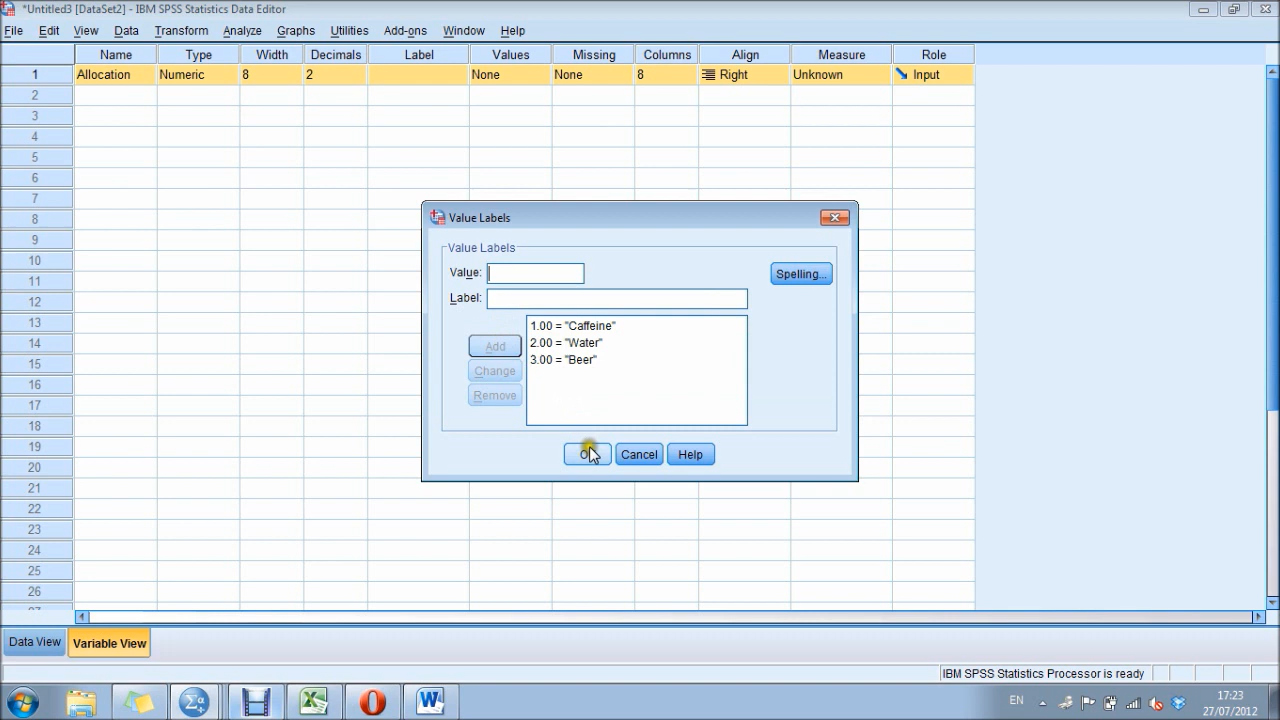 *Untitled3 [DataSet2] - IBM SPSS Statistics Data Editor
File Edit View Data Transform Analyze Graphs Utilities Add-ons Window Help
Name Type Width Decimals Label Values Missing Columns Align Measure Role
1 Allocation Numeric 8 2 None None 8 Right Unknown Input
2
3
4
5
6
7
8
9
10
11
12
13
14
15
16
17
18
19
20
21
22
23
24
25
26
Value Labels
Value Labels
Value:
Spelling...
Label:
1.00 = "Caffeine"
2.00 = "Water"
3.00 = "Beer"
Add
Change
Remove
Cancel Help
Data View Variable View
IBM SPSS Statistics Processor is ready
EN
17:23
27/07/2012